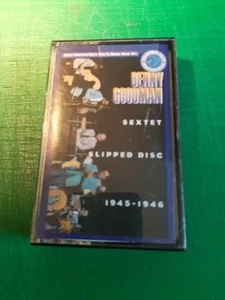 BENNY
GOODMAN
SEXTET
SLIPPED DISC
1945-1946